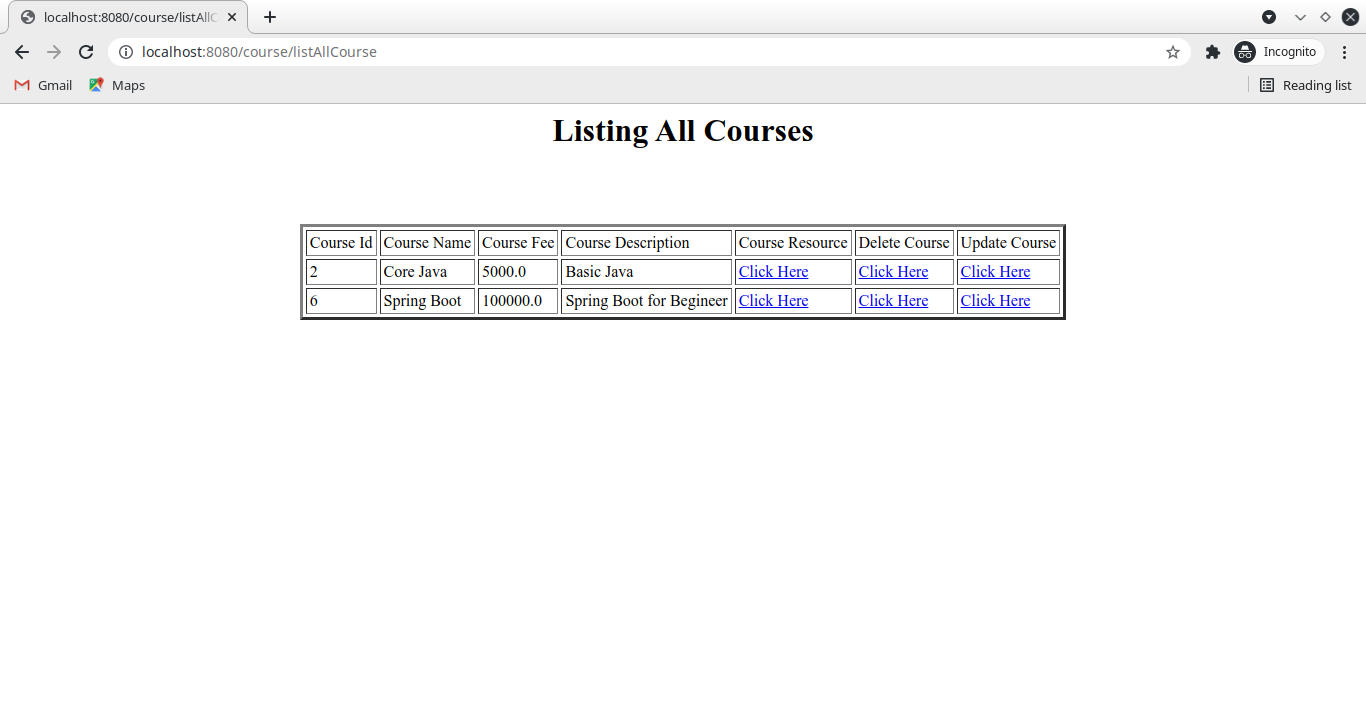 localhost:8080/course/listAllC
localhost:8080/course/listAllCourse
Incognito
Gmail Maps Reading list
Listing All Courses
Course Id Course Name Course Fee Course Description Course Resource Delete Course Update Course
2 Core Java 5000.0 Basic Java Click Here Click Here Click Here
6 Spring Boot 100000.0 Spring Boot for Begineer Click Here Click Here Click Here